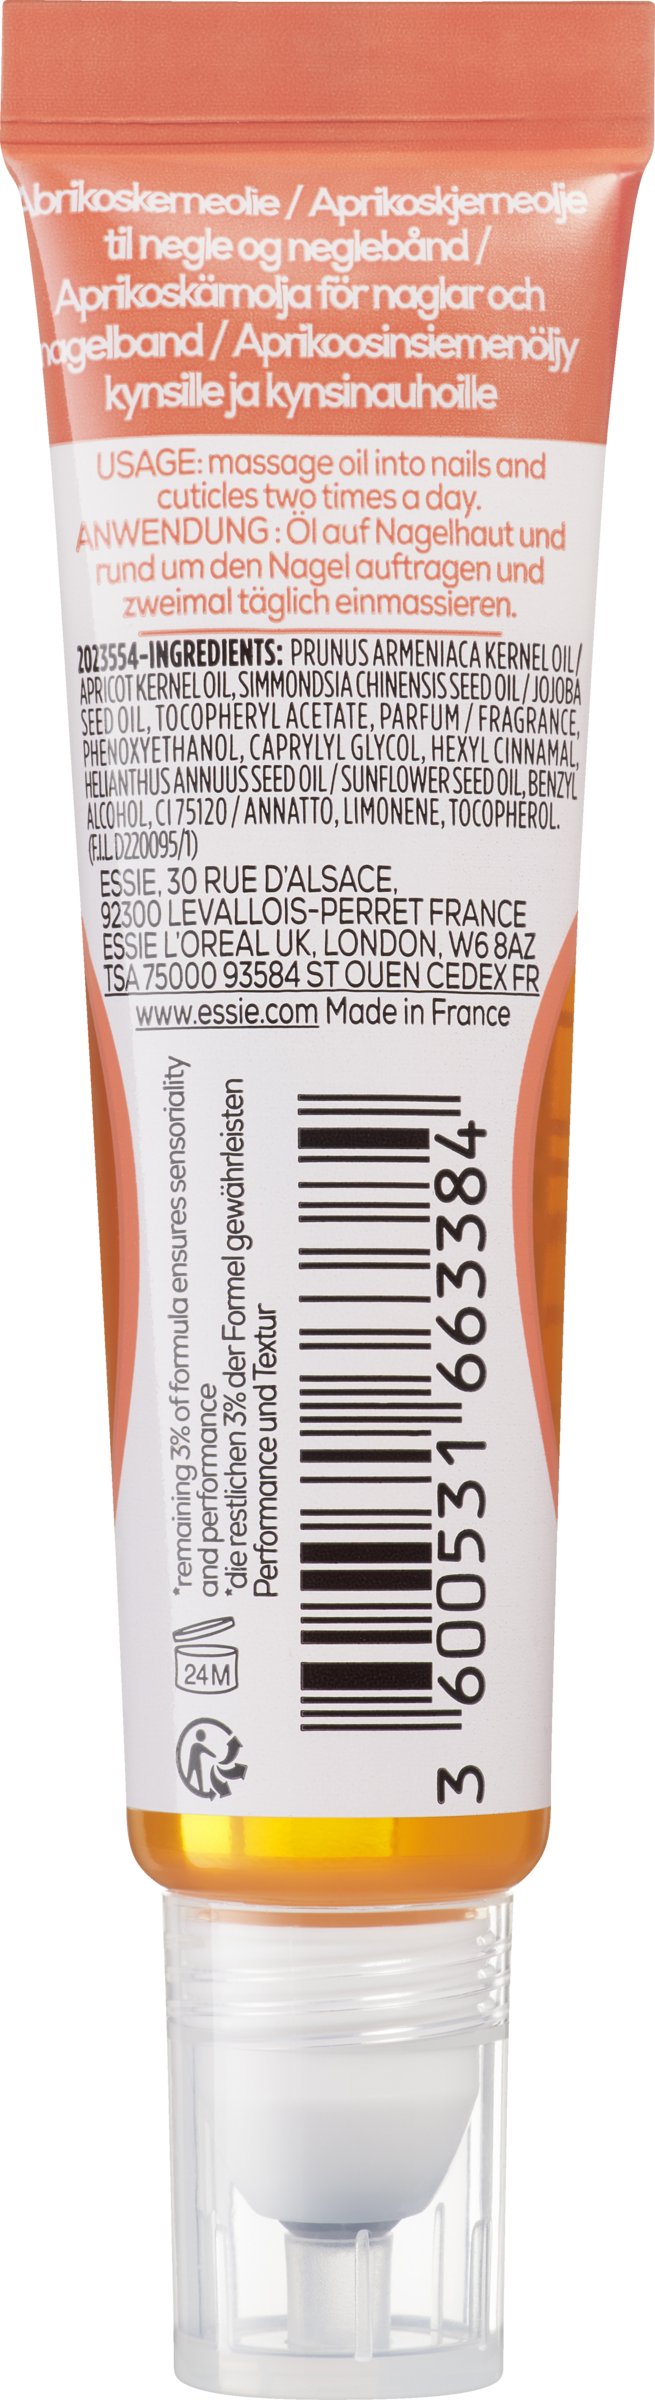 Abrikoskerneolie / Aprikoskjerneolje
til negle og neglebånd /
Aprikoskärnolja för naglar och
nagelband / Aprikoosinsiemenöljy
kynsille ja kynsinauhoille
USAGE: massage oil into nails and
cuticles two times a day.
ANWENDUNG : Öl auf Nagelhaut und
rund um den Nagel auftragen und
zweimal täglich einmassieren.
2023554-INGREDIENTS: PRUNUS ARMENIACA KERNEL OIL /
APRICOT KERNEL OIL, SIMMONDSIA CHINENSIS SEED OIL / JOJOBA
SEED OIL, TOCOPHERYL ACETATE, PARFUM / FRAGRANCE,
PHENOXYETHANOL, CAPRYLYL GLYCOL, HEXYL CINNAMAL,
HELIANTHUS ANNUUS SEED OIL / SUNFLOWER SEED OIL, BENZYL
ALCOHOL, CI 75120 / ANNATTO, LIMONENE, TOCOPHEROL.
(F.I.L. D220095/1)
ESSIE, 30 RUE D'ALSACE,
92300 LEVALLOIS-PERRET FRANCE
ESSIE L'OREAL UK, LONDON, W6 8AZ
TSA 75000 93584 ST OUEN CEDEX FR
www.essie.com Made in France
*remaining 3% of formula ensures sensoriality
and performance
*die restlichen 3% der Formel gewährleisten
Performance und Textur
24M
3 600531 663384